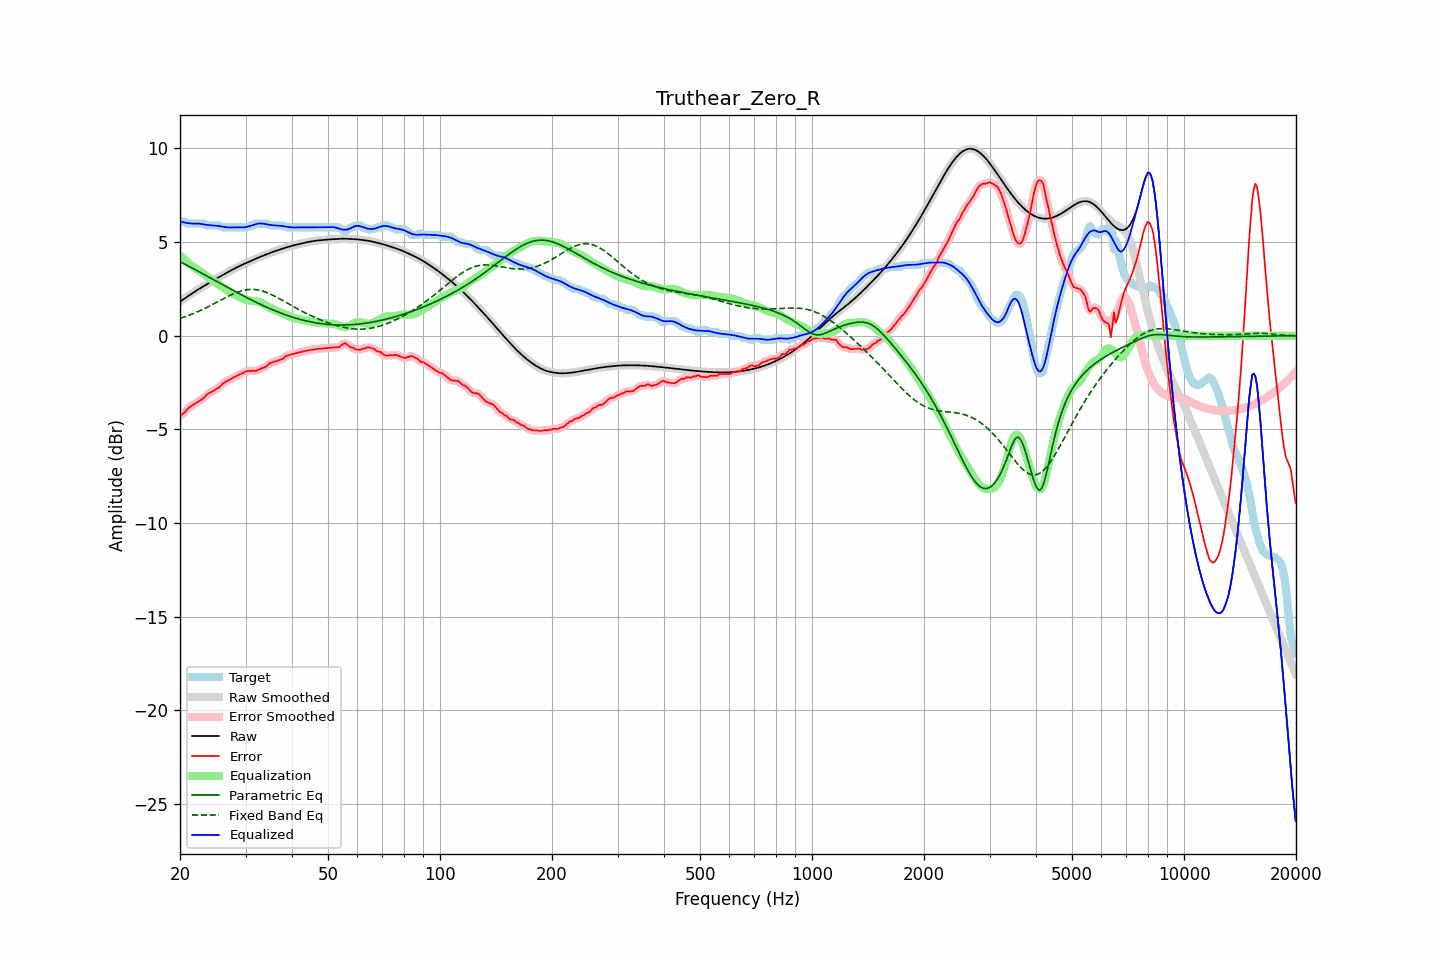 Truthear_Zero_R
10
5
0
−5
−10
−15
−20
−25
Amplitude (dBr)
Target
Raw Smoothed
Error Smoothed
Raw
Error
Equalization
Parametric Eq
Fixed Band Eq
Equalized
20 50 100 200 500 1000 2000 5000 10000 20000
Frequency (Hz)